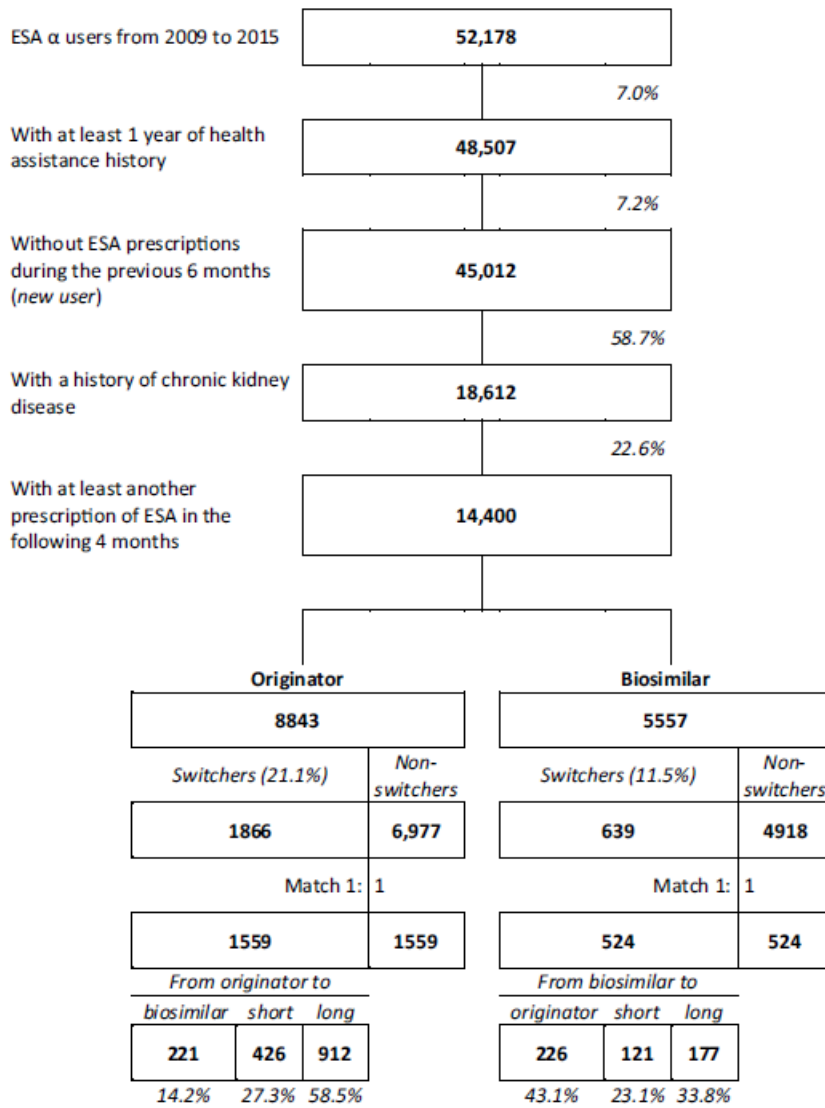 ESA α users from 2009 to 2015
52,178
7.0%
With at least 1 year of health
assistance history
48,507
7.2%
Without ESA prescriptions
during the previous 6 months
(new user)
45,012
58.7%
With a history of chronic kidney
disease
18,612
22.6%
With at least another
prescription of ESA in the
following 4 months
14,400
Originator
8843
Switchers (21.1%)
Non-
switchers
1866
6,977
Match 1: 1
1559
1559
From originator to
biosimilar short long
221 426 912
14.2% 27.3% 58.5%
Biosimilar
5557
Switchers (11.5%)
Non-
switchers
639
4918
Match 1: 1
524
524
From biosimilar to
originator short long
226 121 177
43.1% 23.1% 33.8%